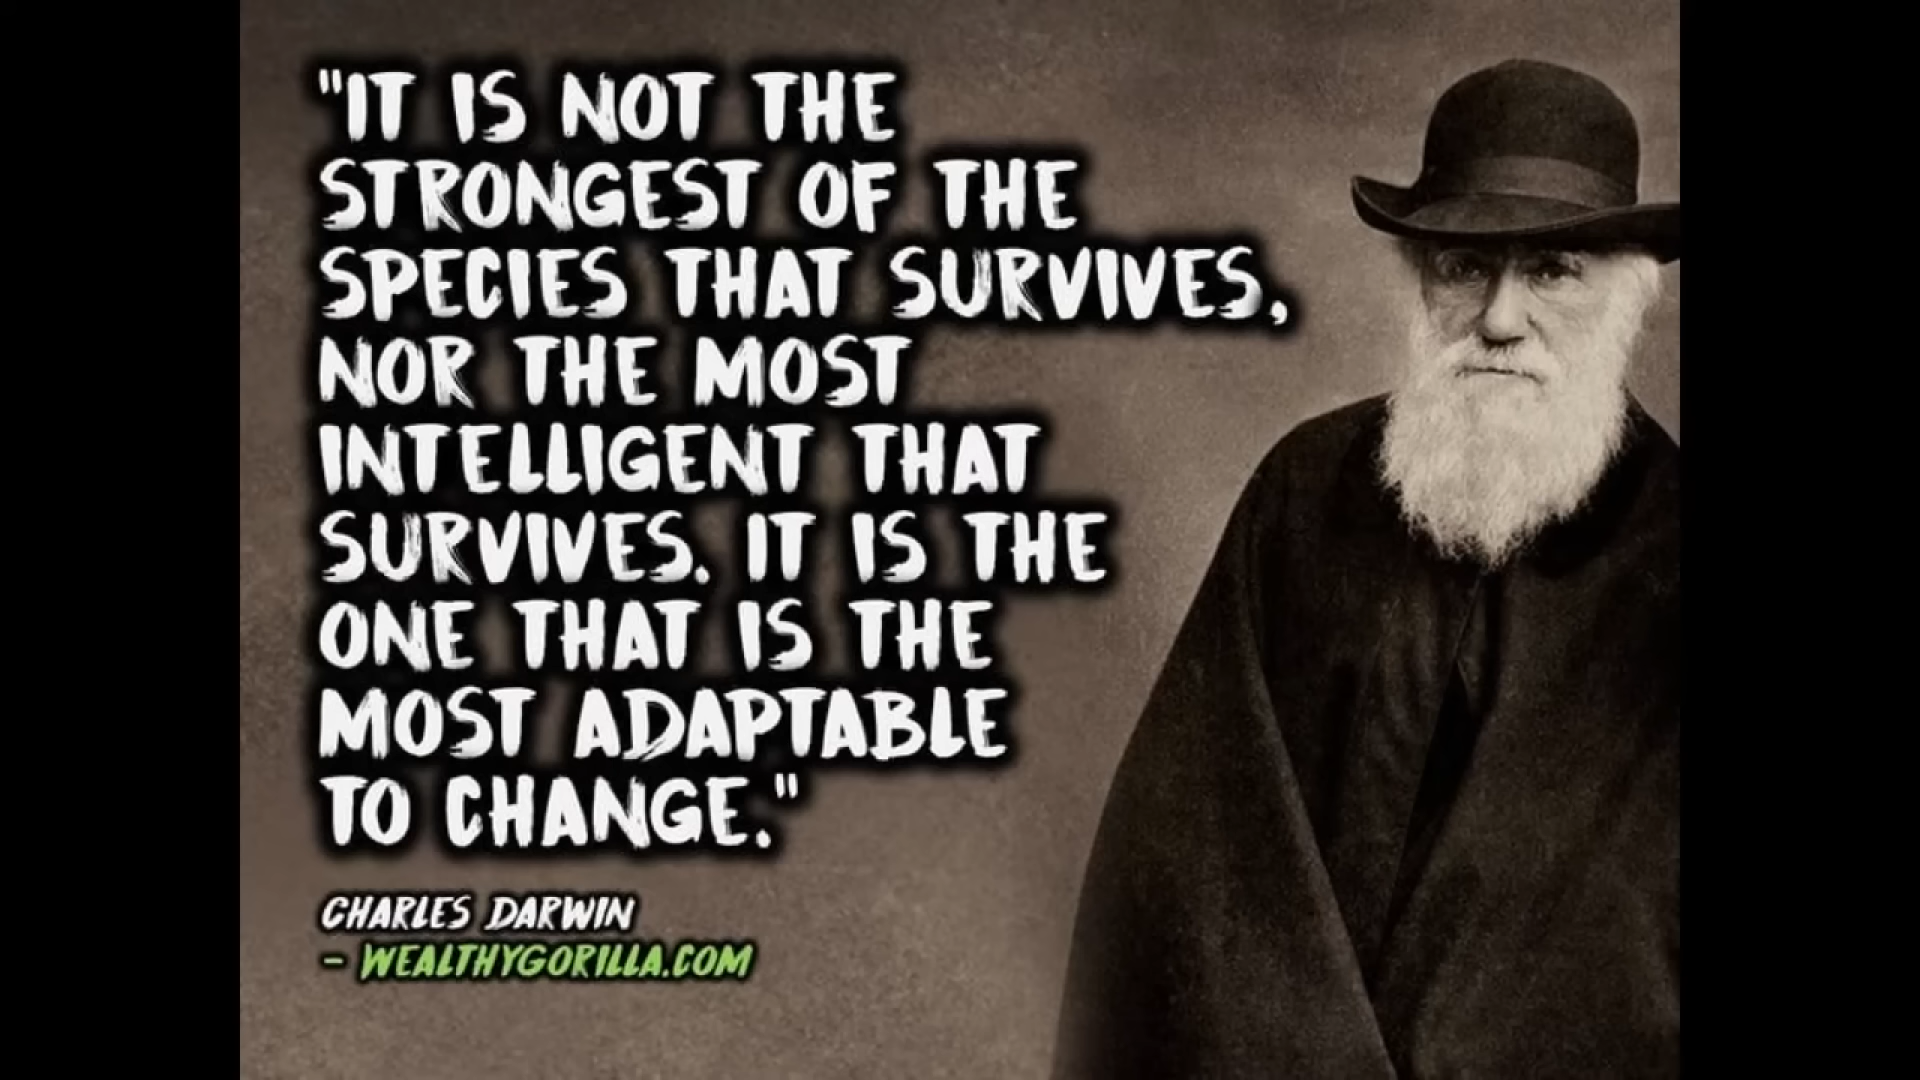 "IT IS NOT THE
STRONGEST OF THE
SPECIES THAT SURVIVES,
NOR THE MOST
INTELLIGENT THAT
SURVIVES. IT IS THE
ONE THAT IS THE
MOST ADAPTABLE
TO CHANGE."
CHARLES DARWIN
- WEALTHYGORILLA.COM